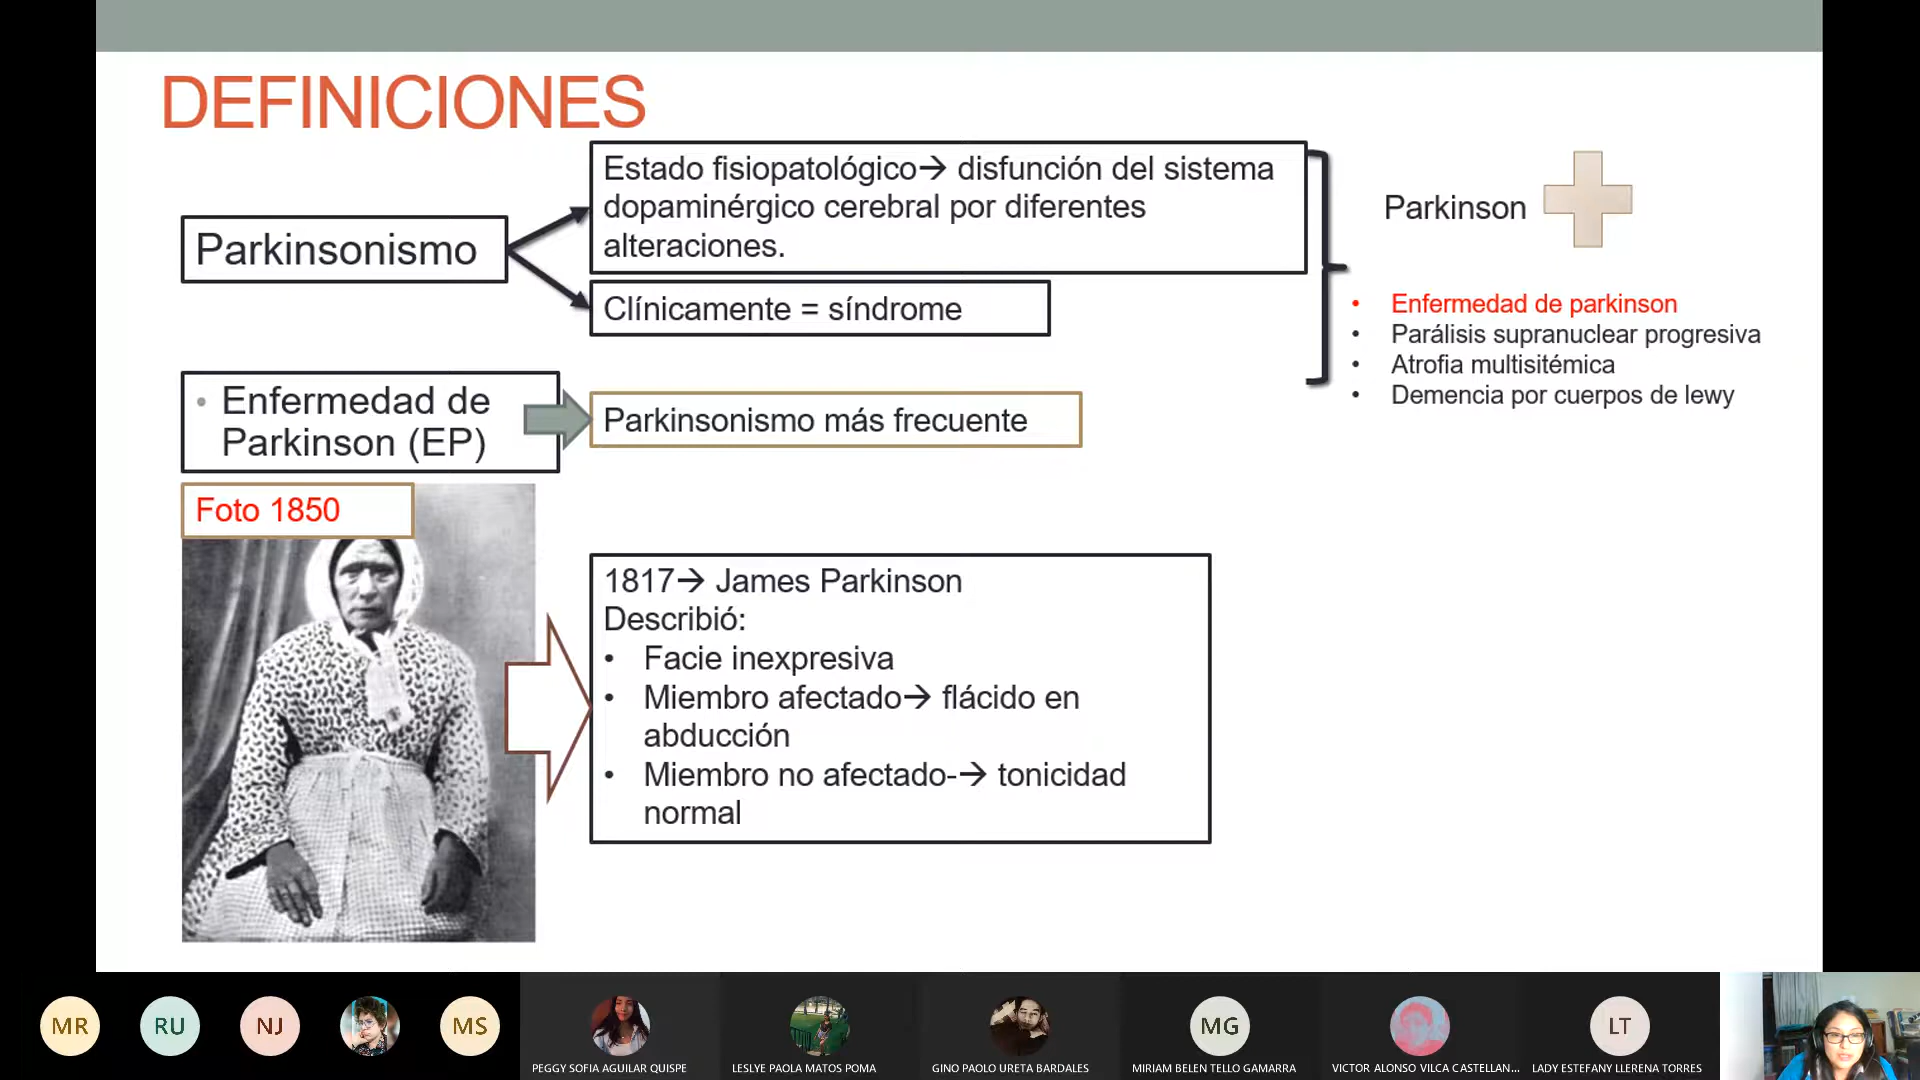 DEFINICIONES
Parkinsonismo
Estado fisiopatológico→ disfunción del sistema
dopaminérgico cerebral por diferentes
alteraciones.
Clínicamente = síndrome
Parkinson
• Enfermedad de parkinson
• Parálisis supranuclear progresiva
• Atrofia multisitémica
• Demencia por cuerpos de lewy
• Enfermedad de
Parkinson (EP)
Parkinsonismo más frecuente
Foto 1850
1817→ James Parkinson
Describió:
• Facie inexpresiva
• Miembro afectado→ flácido en
abducción
• Miembro no afectado-→ tonicidad
normal
MR
RU
NJ
MS
PEGGY SOFIA AGUILAR QUISPE
LESLYE PAOLA MATOS POMA
GINO PAOLO URETA BARDALES
MG
MIRIAM BELEN TELLO GAMARRA
VICTOR ALONSO VILCA CASTELLAN...
LT
LADY ESTEFANY LLERENA TORRES